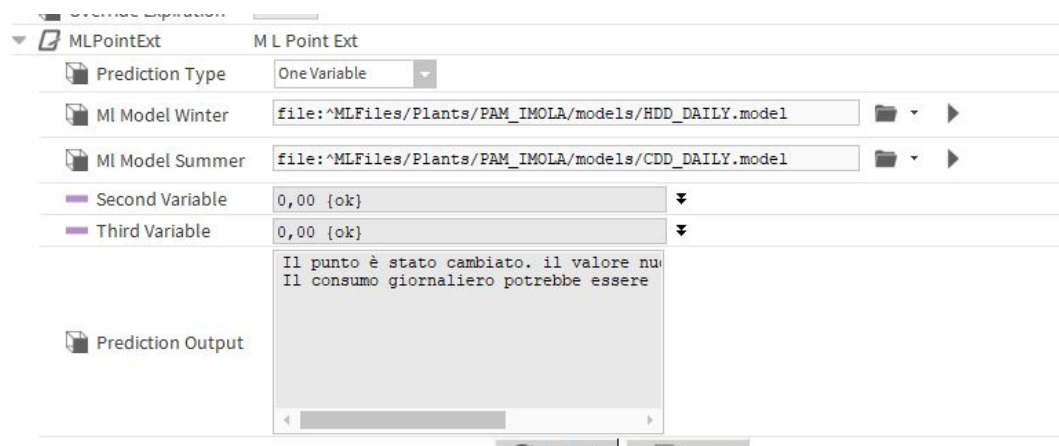 Override Expiration
MLPointExt M L Point Ext
Prediction Type One Variable
Ml Model Winter file:^MLFiles/Plants/PAM_IMOLA/models/HDD_DAILY.model
Ml Model Summer file:^MLFiles/Plants/PAM_IMOLA/models/CDD_DAILY.model
Second Variable 0,00 {ok}
Third Variable 0,00 {ok}
Il punto è stato cambiato. il valore
Il consumo giornaliero potrebbe essere
Prediction Output